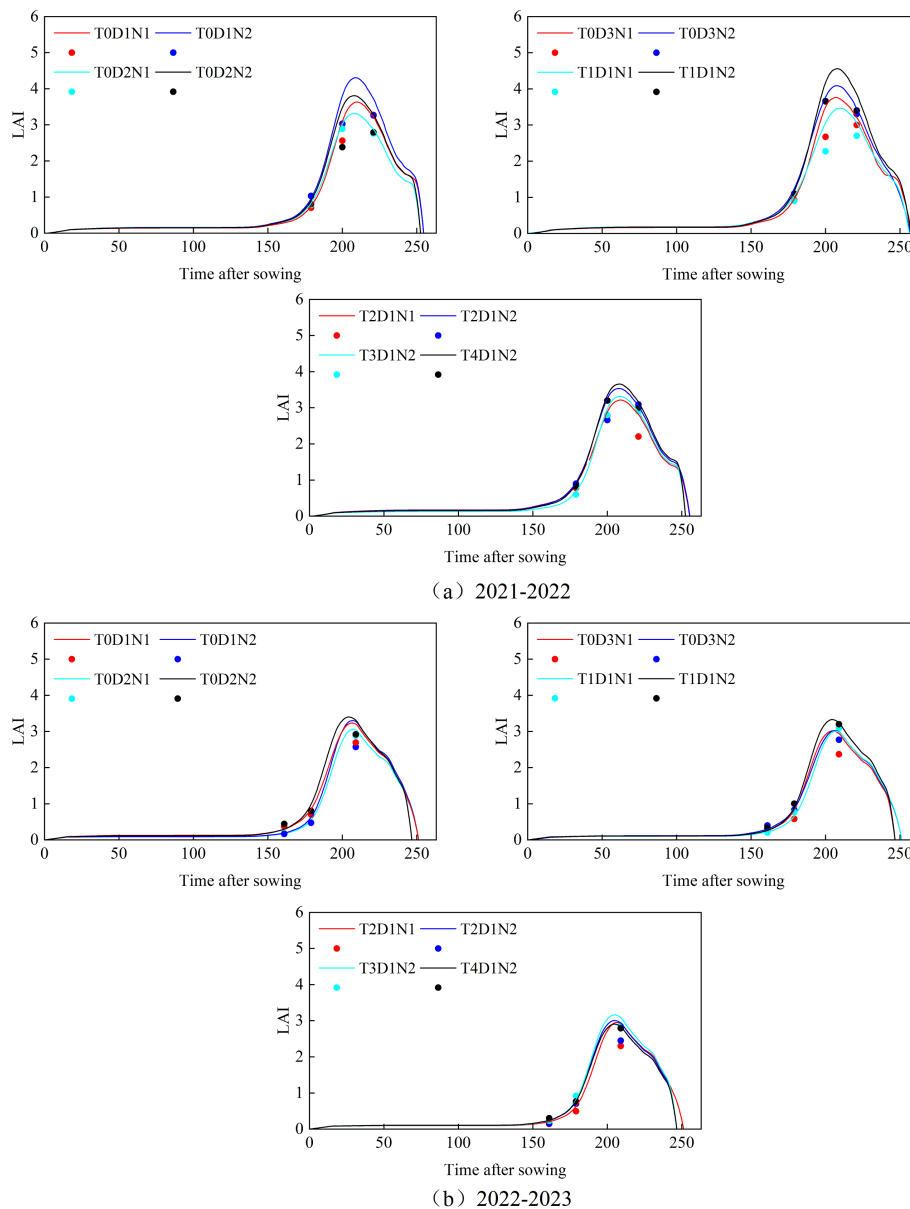 6
5
4
3
2
1
0
LAI
T0D1N1 T0D1N2
T0D2N1 T0D2N2
0 50 100 150 200 250
Time after sowing
6
5
4
3
2
1
0
LAI
T0D3N1 T0D3N2
T1D1N1 T1D1N2
0 50 100 150 200 250
Time after sowing
6
5
4
3
2
1
0
LAI
T2D1N1 T2D1N2
T3D1N2 T4D1N2
0 50 100 150 200 250
Time after sowing
（a）2021-2022
6
5
4
3
2
1
0
LAI
T0D1N1 T0D1N2
T0D2N1 T0D2N2
0 50 100 150 200 250
Time after sowing
6
5
4
3
2
1
0
LAI
T0D3N1 T0D3N2
T1D1N1 T1D1N2
0 50 100 150 200 250
Time after sowing
6
5
4
3
2
1
0
LAI
T2D1N1 T2D1N2
T3D1N2 T4D1N2
0 50 100 150 200 250
Time after sowing
（b）2022-2023